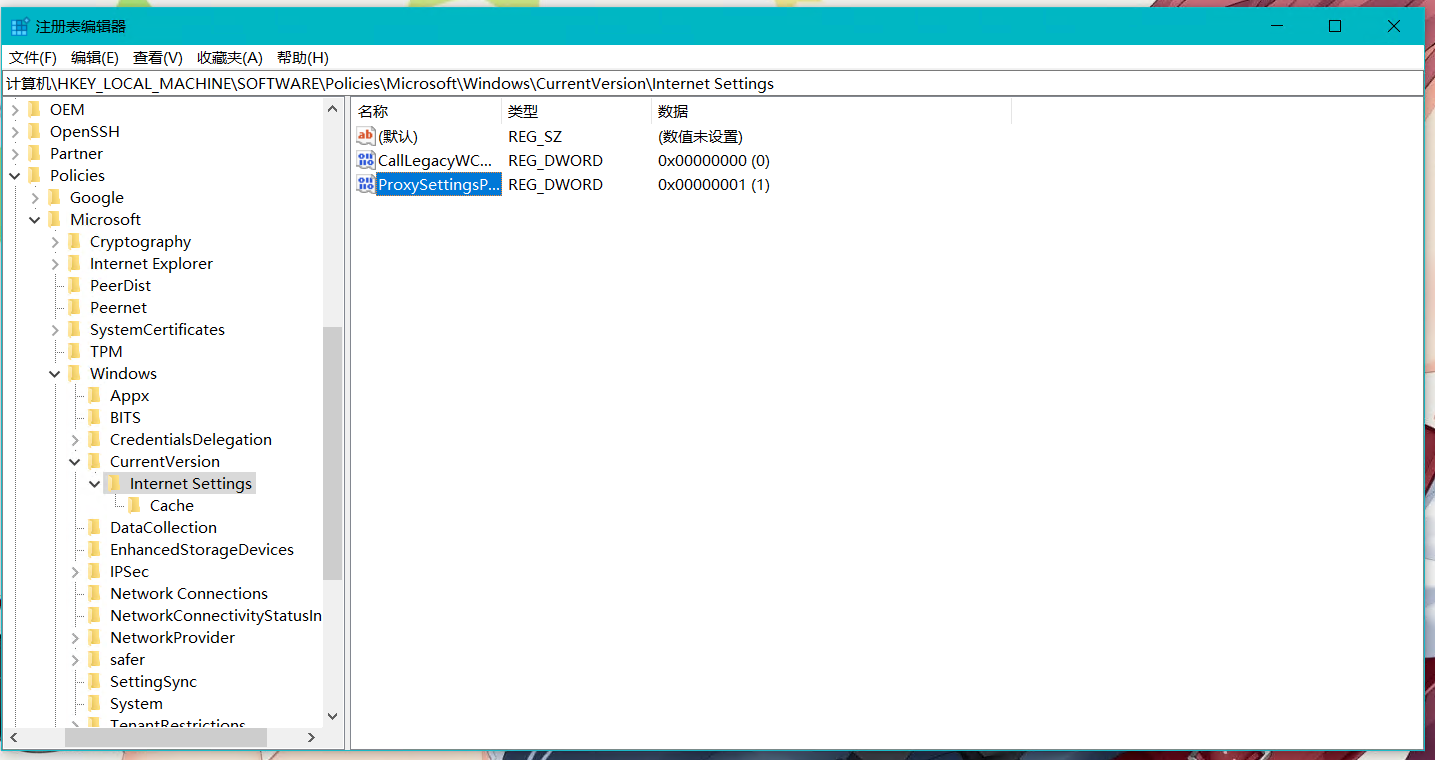 注册表编辑器
文件(F) 编辑(E) 查看(V) 收藏夹(A) 帮助(H)
计算机\HKEY_LOCAL_MACHINE\SOFTWARE\Policies\Microsoft\Windows\CurrentVersion\Internet Settings
OEM
OpenSSH
Partner
Policies
Google
Microsoft
Cryptography
Internet Explorer
PeerDist
Peernet
SystemCertificates
TPM
Windows
Appx
BITS
CredentialsDelegation
CurrentVersion
Internet Settings
Cache
DataCollection
EnhancedStorageDevices
IPSec
Network Connections
NetworkConnectivityStatusIn
NetworkProvider
safer
SettingSync
System
TenantRestrictions
名称 类型 数据
(默认) REG_SZ (数值未设置)
CallLegacyWC... REG_DWORD 0x00000000 (0)
ProxySettingsP... REG_DWORD 0x00000001 (1)